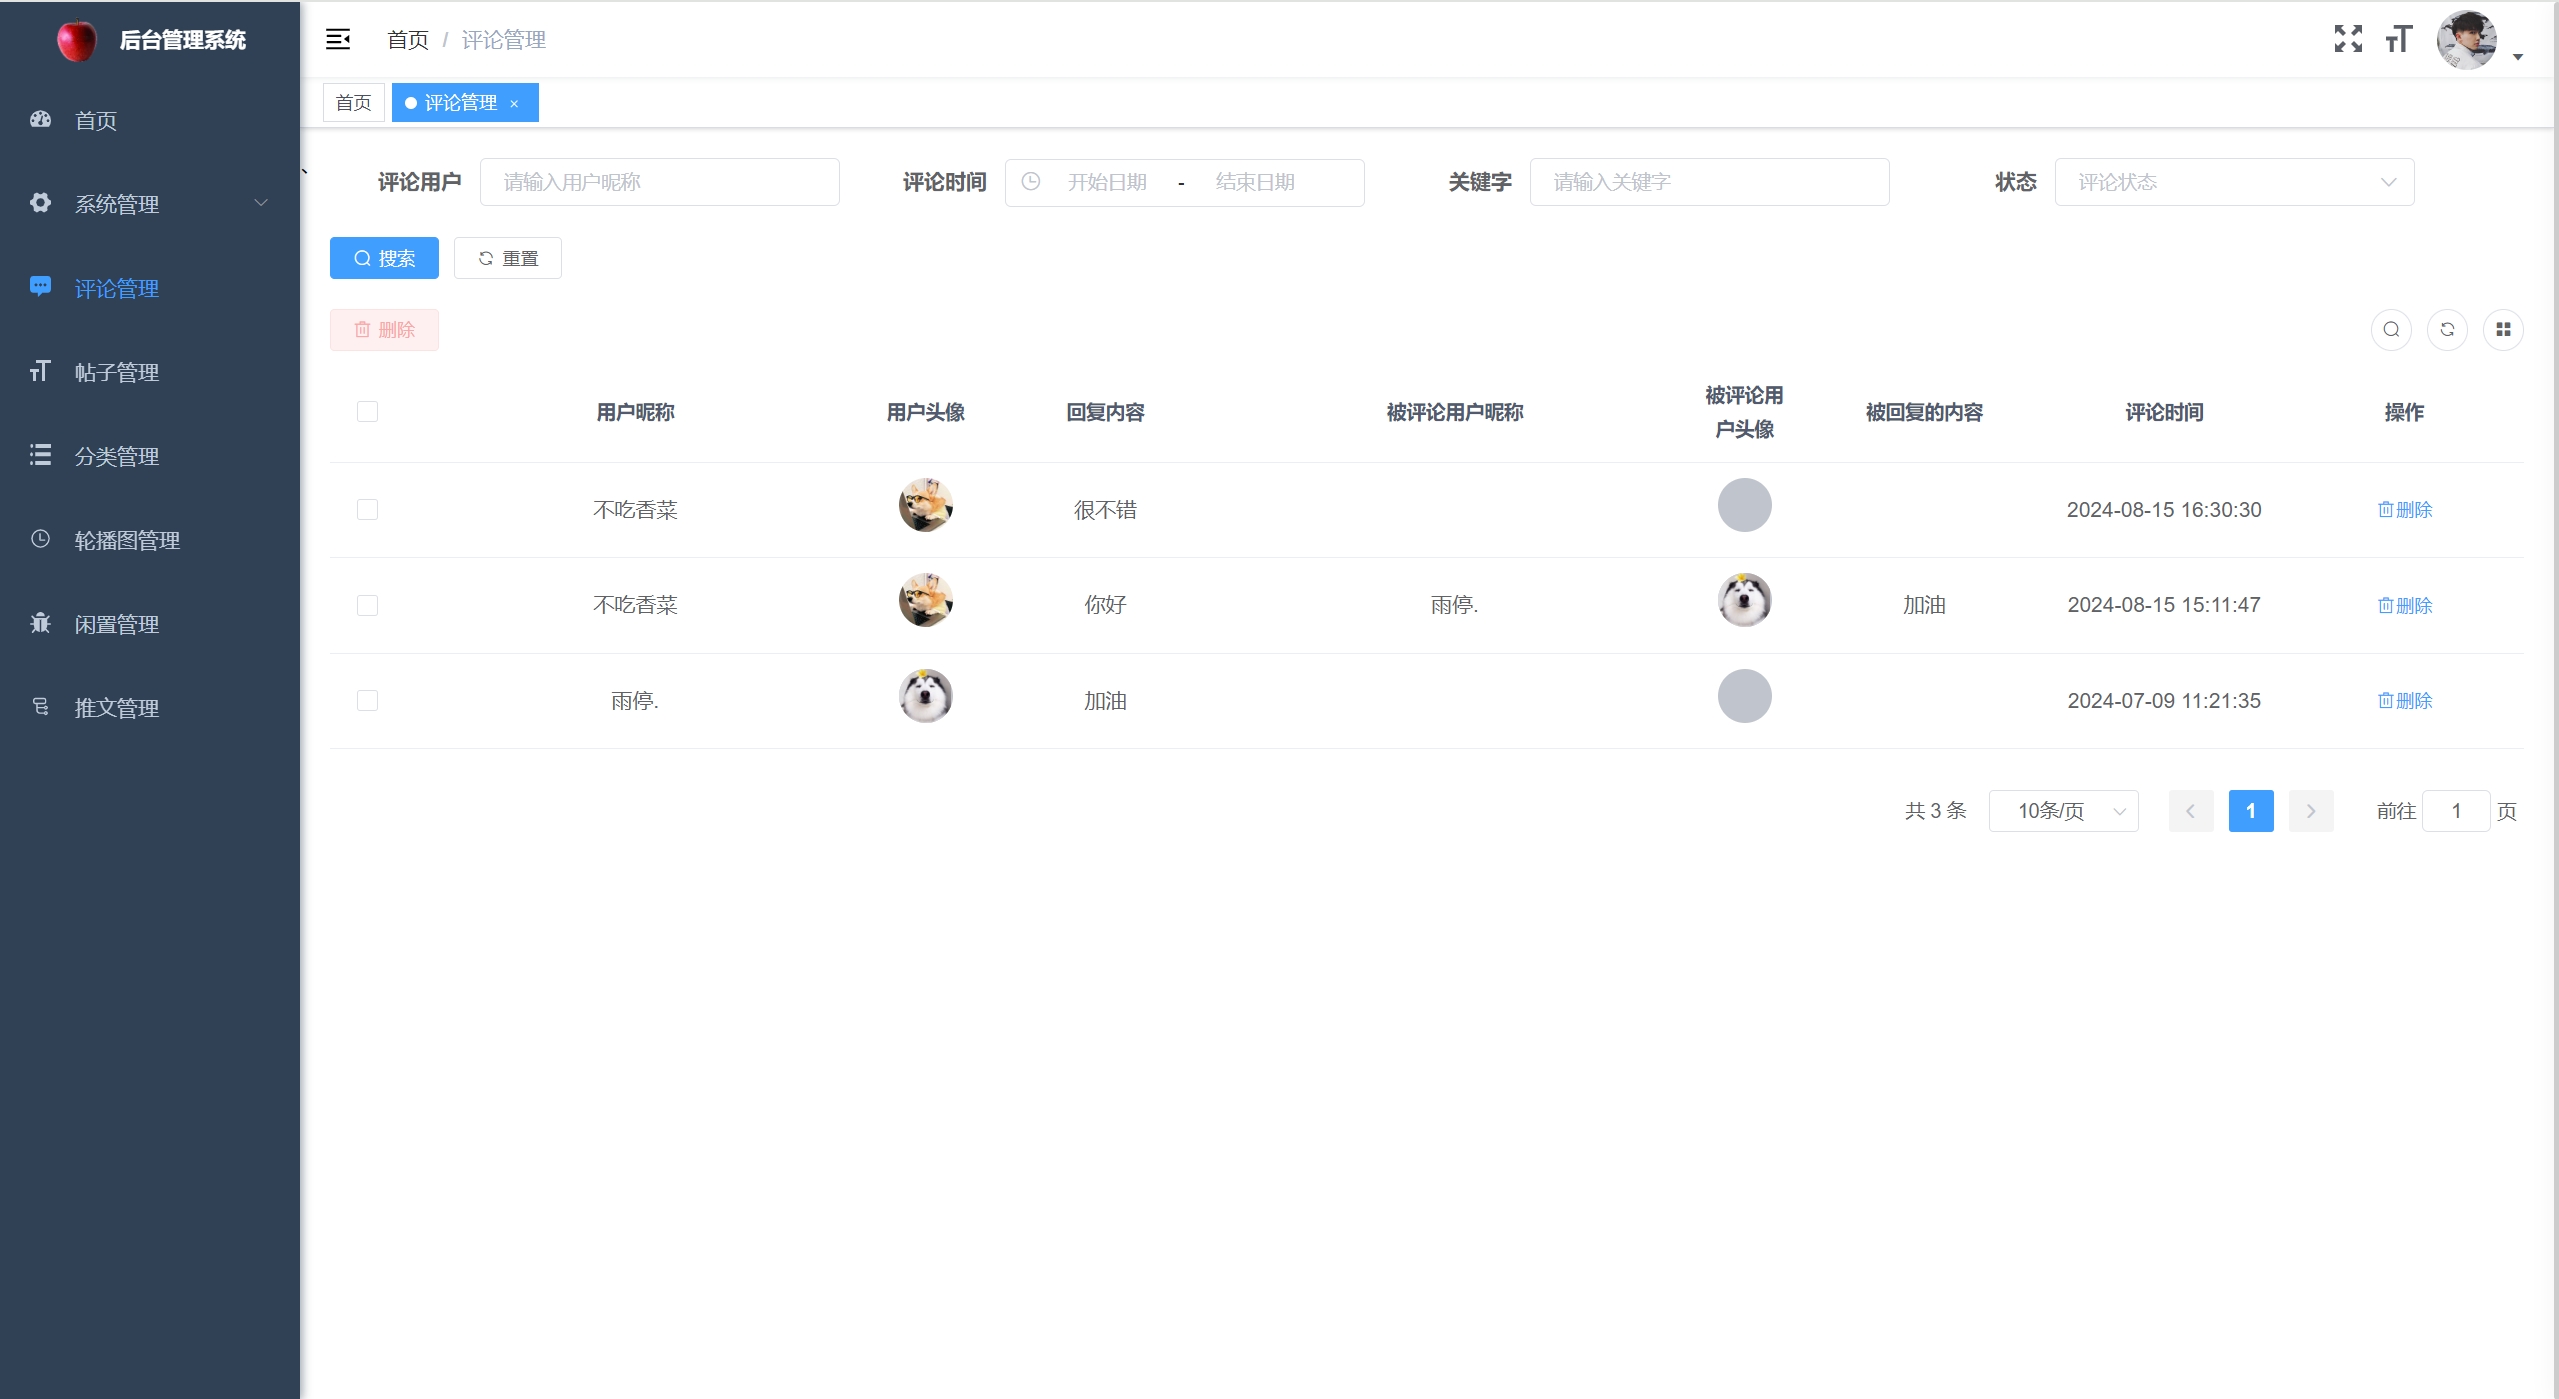 后台管理系统
首页 / 评论管理
首页
系统管理
评论管理
帖子管理
分类管理
轮播图管理
闲置管理
推文管理
首页
评论管理 ×
评论用户 请输入用户昵称 评论时间 开始日期 - 结束日期 关键字 请输入关键字 状态 评论状态
搜索 重置
删除
用户昵称 用户头像 回复内容 被评论用户昵称 被评论用户头像 被回复的内容 评论时间 操作
不吃香菜 很不错 2024-08-15 16:30:30 删除
不吃香菜 你好 雨停. 加油 2024-08-15 15:11:47 删除
雨停. 加油 2024-07-09 11:21:35 删除
共 3 条 10条/页 1 前往 1 页